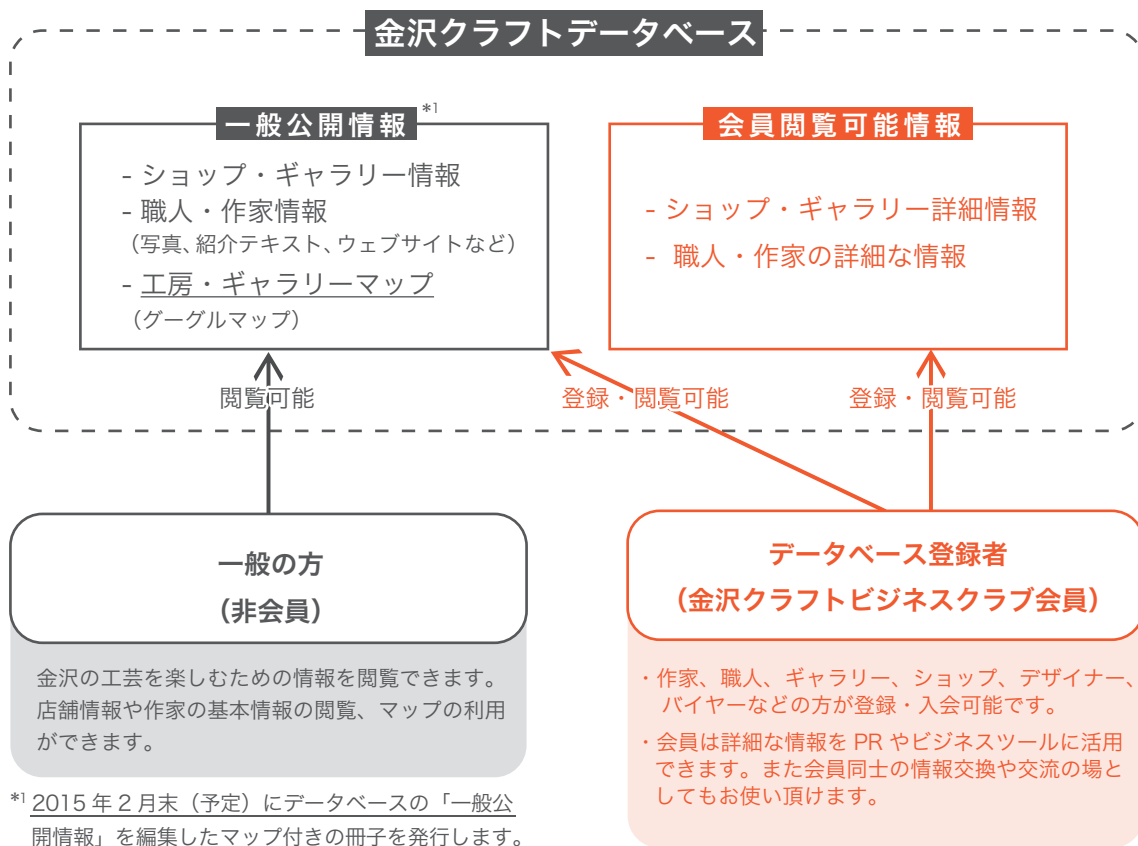 金沢クラフトデータベース
一般公開情報 *1
- ショップ・ギャラリー情報
- 職人・作家情報
（写真、紹介テキスト、ウェブサイトなど）
- 工房・ギャラリーマップ
（グーグルマップ）
会員閲覧可能情報
- ショップ・ギャラリー詳細情報
- 職人・作家の詳細な情報
閲覧可能
登録・閲覧可能
登録・閲覧可能
一般の方
（非会員）
金沢の工芸を楽しむための情報を閲覧できます。
店舗情報や作家の基本情報の閲覧、マップの利用
ができます。
*1 2015 年 2 月末（予定）にデータベースの「一般公
開情報」を編集したマップ付きの冊子を発行します。
データベース登録者
（金沢クラフトビジネスクラブ会員）
・作家、職人、ギャラリー、ショップ、デザイナー、
バイヤーなどの方が登録・入会可能です。
・会員は詳細な情報を PR やビジネスツールに活用
できます。また会員同士の情報交換や交流の場と
してもお使い頂けます。